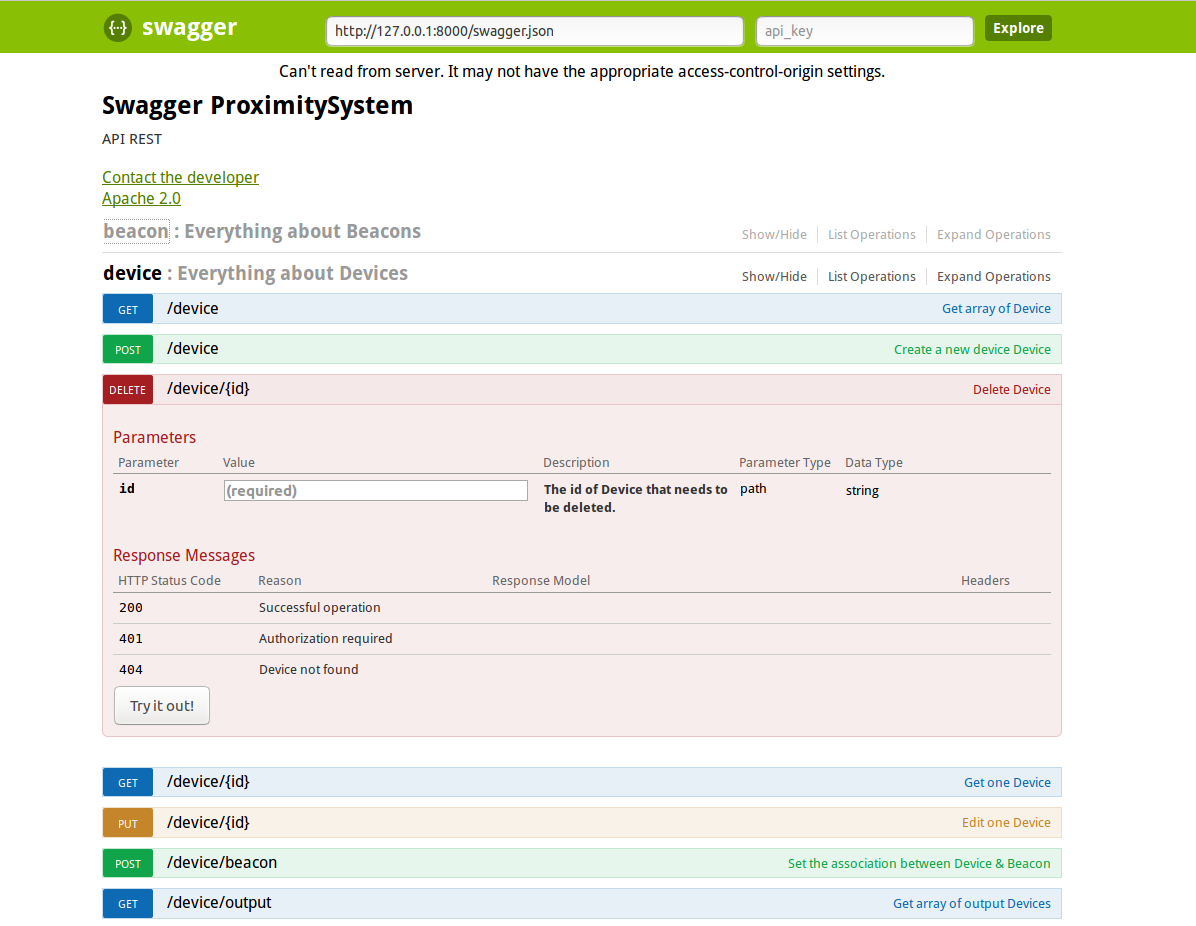 {··} swagger http://127.0.0.1:8000/swagger.json api_key Explore
Can't read from server. It may not have the appropriate access-control-origin settings.
Swagger ProximitySystem
API REST
Contact the developer
Apache 2.0
beacon : Everything about Beacons Show/Hide List Operations Expand Operations
device : Everything about Devices Show/Hide List Operations Expand Operations
GET /device Get array of Device
POST /device Create a new device Device
DELETE /device/{id} Delete Device
Parameters
Parameter Value Description Parameter Type Data Type
id (required) The id of Device that needs to path string
be deleted.
Response Messages
HTTP Status Code Reason Response Model Headers
200 Successful operation
401 Authorization required
404 Device not found
Try it out!
GET /device/{id} Get one Device
PUT /device/{id} Edit one Device
POST /device/beacon Set the association between Device & Beacon
GET /device/output Get array of output Devices